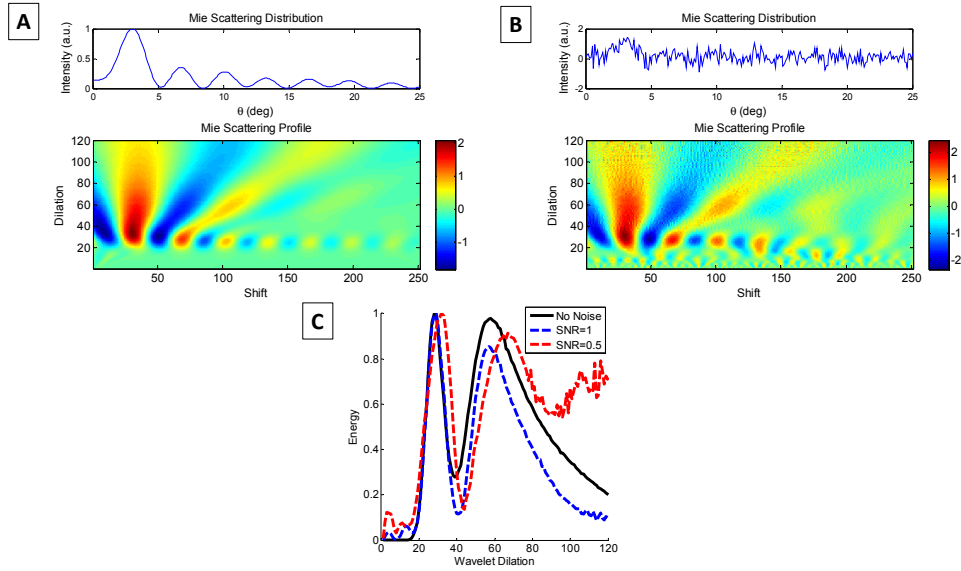 A
Mie Scattering Distribution
Intensity (a.u.)
1
0.5
0
0 5 10 15 20 25
θ (deg)
Mie Scattering Profile
Dilation
120
100
80
60
40
20
50 100 150 200 250
Shift
2
1
0
-1
B
Mie Scattering Distribution
Intensity (a.u.)
2
0
-2
0 5 10 15 20 25
θ (deg)
Mie Scattering Profile
Dilation
120
100
80
60
40
20
50 100 150 200 250
Shift
2
1
0
-1
-2
C
No Noise
SNR=1
SNR=0.5
Energy
1
0.8
0.6
0.4
0.2
0
0 20 40 60 80 100 120
Wavelet Dilation